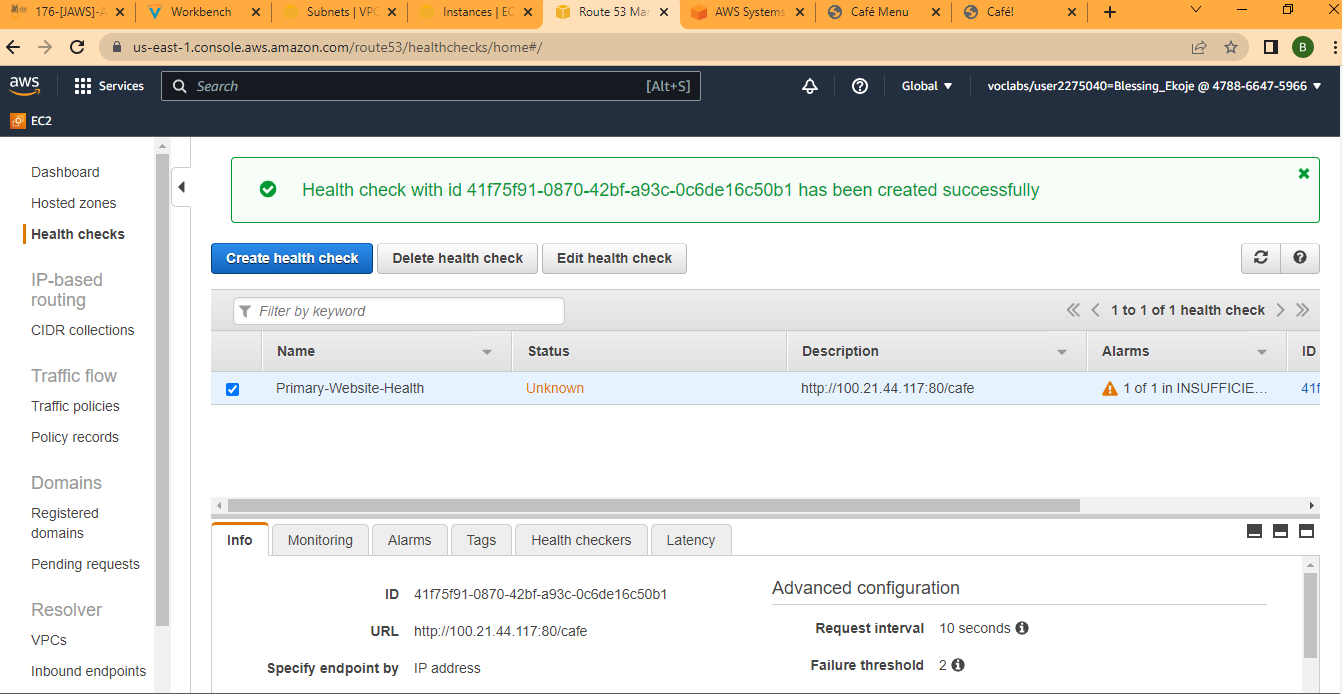 176-[JAWS]-A
Workbench
Subnets | VPC
Instances | EC
Route 53 Mar
AWS Systems
Café Menu
Café!
us-east-1.console.aws.amazon.com/route53/healthchecks/home#/
B
aws
Services
Search
[Alt+S]
Global
voclabs/user2275040=Blessing_Ekoje @ 4788-6647-5966
EC2
Dashboard
Hosted zones
Health checks
IP-based
routing
CIDR collections
Traffic flow
Traffic policies
Policy records
Domains
Registered
domains
Pending requests
Resolver
VPCs
Inbound endpoints
Health check with id 41f75f91-0870-42bf-a93c-0c6de16c50b1 has been created successfully
Create health check
Delete health check
Edit health check
Filter by keyword
1 to 1 of 1 health check
Name Status Description Alarms ID
Primary-Website-Health Unknown http://100.21.44.117:80/cafe 1 of 1 in INSUFFICIE... 41f
Info Monitoring Alarms Tags Health checkers Latency
ID 41f75f91-0870-42bf-a93c-0c6de16c50b1
URL http://100.21.44.117:80/cafe
Specify endpoint by IP address
Advanced configuration
Request interval 10 seconds
Failure threshold 2